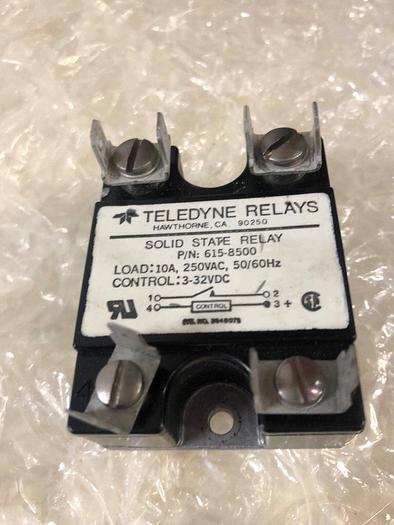 TELEDYNE RELAYS
HAWTHORNE, CA. 90250
SOLID STATE RELAY
P/N: 615-8500
LOAD: 10A, 250VAC, 50/60Hz
CONTROL: 3-32VDC
1 2
4 CONTROL 3 +